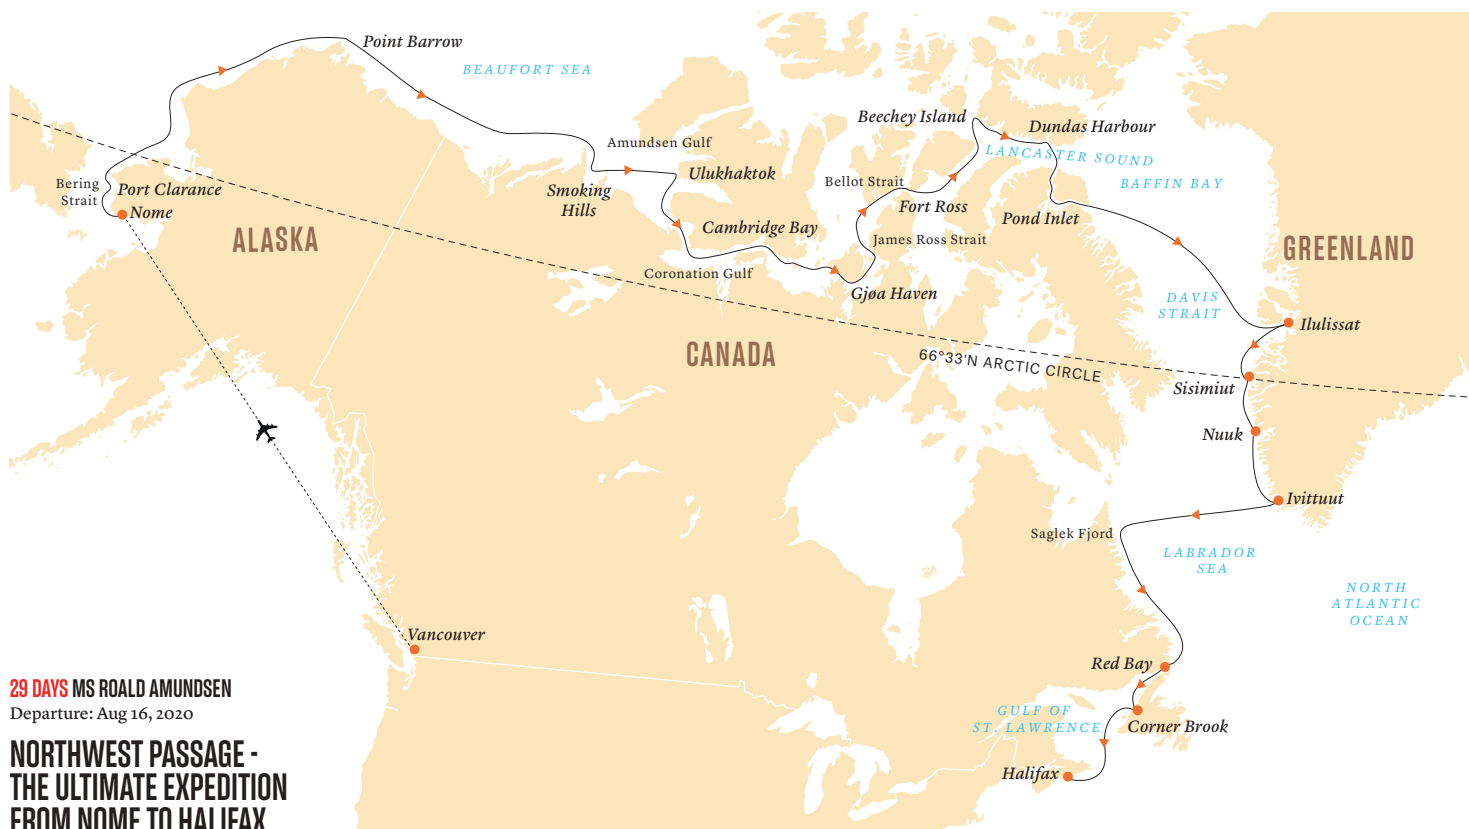 Point Barrow
BEAUFORT SEA
Beechey Island
Dundas Harbour
Amundsen Gulf
LANCASTER SOUND
Ulukhaktok
Bellot Strait
BAFFIN BAY
Bering
Strait
Port Clarance
Nome
Smoking
Hills
Fort Ross
Pond Inlet
Cambridge Bay
James Ross Strait
ALASKA
GREENLAND
Coronation Gulf
Gjøa Haven
DAVIS
STRAIT
Ilulissat
CANADA
66°33'N ARCTIC CIRCLE
Sisimiut
Nuuk
Ivittuut
Saglek Fjord
LABRADOR
SEA
NORTH
ATLANTIC
OCEAN
Vancouver
Red Bay
GULF OF
ST. LAWRENCE
Corner Brook
Halifax
29 DAYS MS ROALD AMUNDSEN
Departure: Aug 16, 2020
NORTHWEST PASSAGE -
THE ULTIMATE EXPEDITION
FROM NOME TO HALIFAX